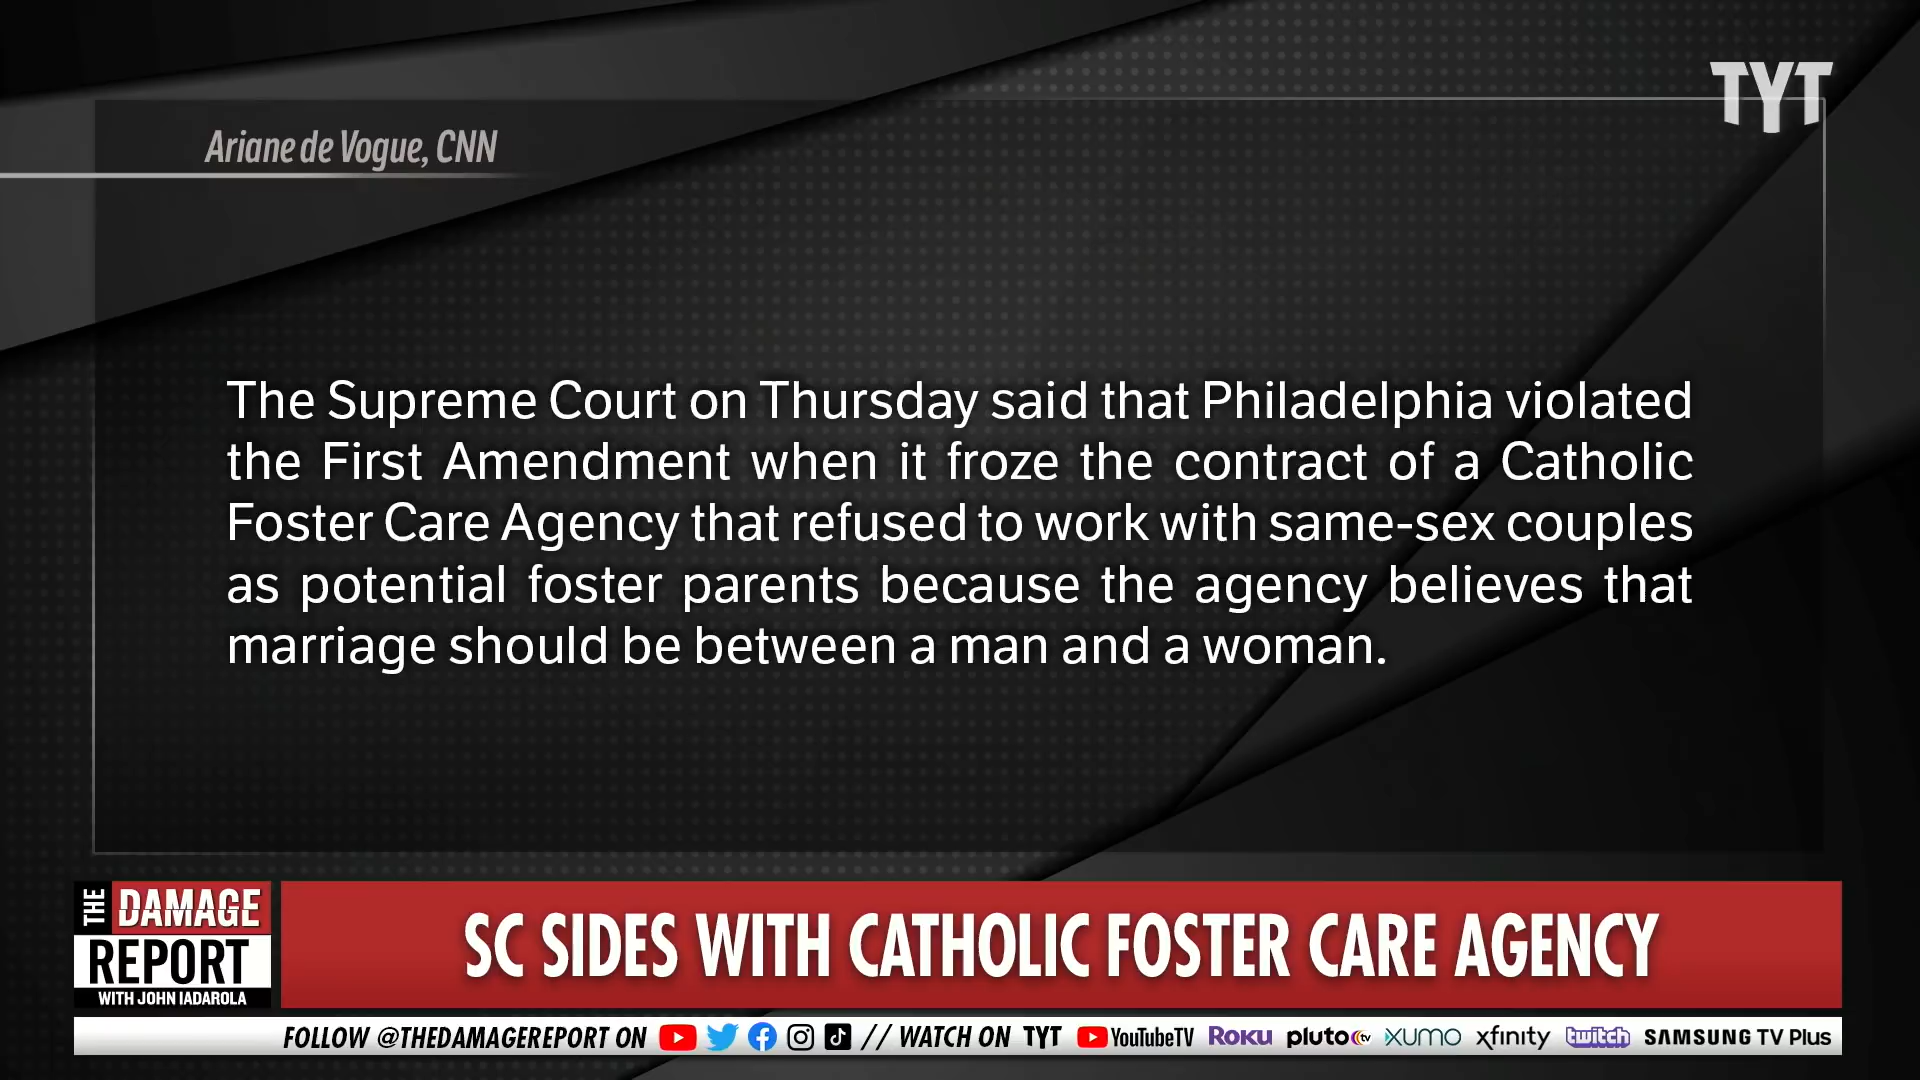 TYT
Ariane de Vogue, CNN
The Supreme Court on Thursday said that Philadelphia violated
the First Amendment when it froze the contract of a Catholic
Foster Care Agency that refused to work with same-sex couples
as potential foster parents because the agency believes that
marriage should be between a man and a woman.
THE DAMAGE
REPORT
WITH JOHN IADAROLA
SC SIDES WITH CATHOLIC FOSTER CARE AGENCY
FOLLOW @THEDAMAGEREPORT ON // WATCH ON TYT YouTubeTV ROKU pluto tv XUMO xfinity twitch SAMSUNG TV Plus